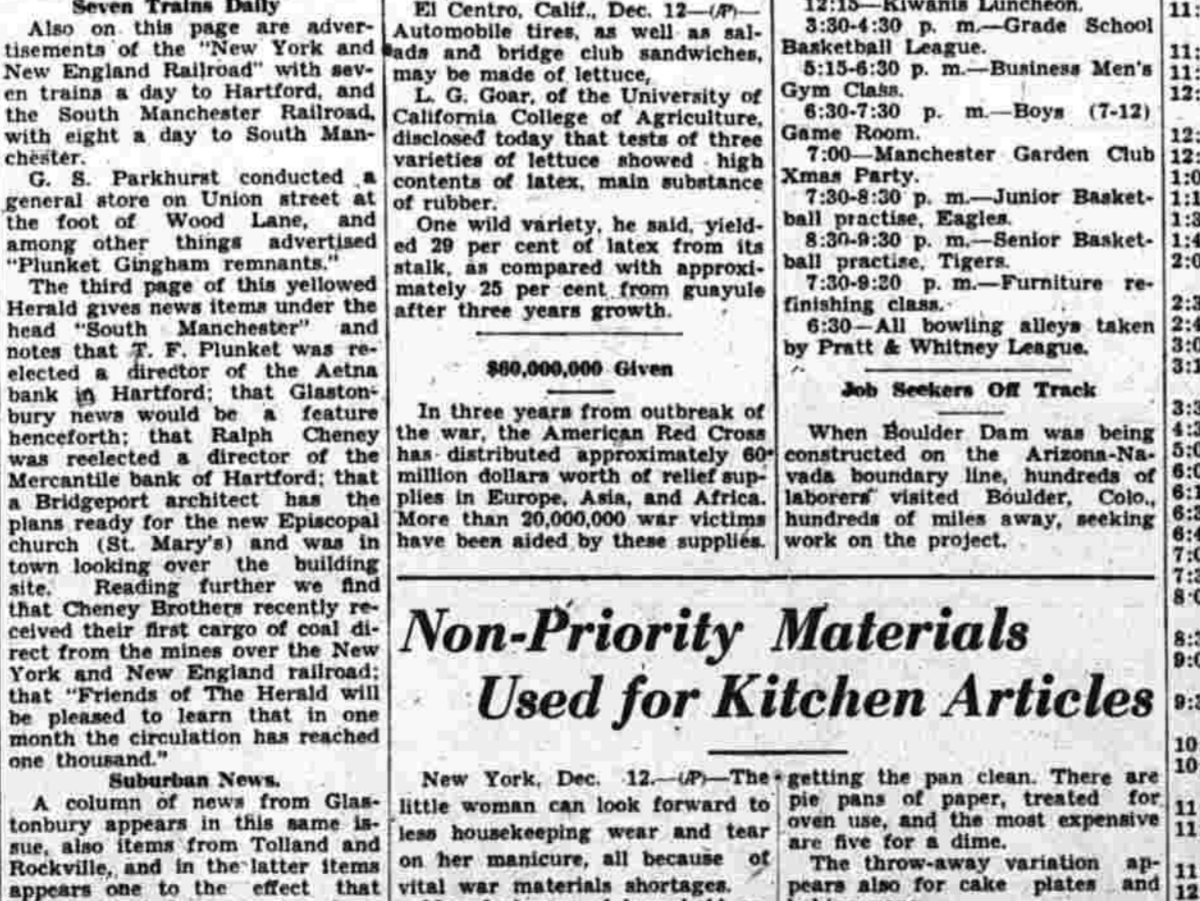 Seven Trains Daily
Also on this page are adver-
tisements of the "New York and
New England Railroad" with sev-
en trains a day to Hartford, and
the South Manchester Railroad,
with eight a day to South Man-
chester.
G. S. Parkhurst conducted a
general store on Union street at
the foot of Wood Lane, and
among other things advertised
"Plunket Gingham remnants."
The third page of this yellowed
Herald gives news items under the
head "South Manchester" and
notes that T. F. Plunket was re-
elected a director of the Aetna
bank in Hartford; that Glaston-
bury news would be a feature
henceforth; that Ralph Cheney
was reelected a director of the
Mercantile bank of Hartford; that
a Bridgeport architect has the
plans ready for the new Episcopal
church (St. Mary's) and was in
town looking over the building
site. Reading further we find
that Cheney Brothers recently re-
ceived their first cargo of coal di-
rect from the mines over the New
York and New England railroad;
that "Friends of The Herald will
be pleased to learn that in one
month the circulation has reached
one thousand."
Suburban News.
A column of news from Glas-
tonbury appears in this same is-
sue, also items from Tolland and
Rockville, and in the latter items
appears one to the effect that
El Centro, Calif., Dec. 12—(AP)—
Automobile tires, as well as sal-
ads and bridge club sandwiches,
may be made of lettuce,
L. G. Goar, of the University of
California College of Agriculture,
disclosed today that tests of three
varieties of lettuce showed high
contents of latex, main substance
of rubber.
One wild variety, he said, yield-
ed 29 per cent of latex from its
stalk, as compared with approxi-
mately 25 per cent from guayule
after three years growth.
$60,000,000 Given
In three years from outbreak of
the war, the American Red Cross
has distributed approximately 60
million dollars worth of relief sup-
plies in Europe, Asia, and Africa.
More than 20,000,000 war victims
have been aided by these supplies.
12:15—Kiwanis Luncheon.
3:30-4:30 p. m.—Grade School
Basketball League.
5:15-6:30 p. m.—Business Men's
Gym Class.
6:30-7:30 p. m.—Boys (7-12)
Game Room.
7:00—Manchester Garden Club
Xmas Party.
7:30-8:30 p. m.—Junior Basket-
ball practise, Eagles.
8:30-9:30 p. m.—Senior Basket-
ball practise, Tigers.
7:30-9:20 p. m.—Furniture re-
finishing class.
6:30—All bowling alleys taken
by Pratt & Whitney League.
Job Seekers Off Track
When Boulder Dam was being
constructed on the Arizona-Ne-
vada boundary line, hundreds of
laborers visited Boulder, Colo.,
hundreds of miles away, seeking
work on the project.
Non-Priority Materials
Used for Kitchen Articles
New York, Dec. 12.—(AP)—The
little woman can look forward to
less housekeeping wear and tear
on her manicure, all because of
vital war materials shortages.
getting the pan clean. There are
pie pans of paper, treated for
oven use, and the most expensive
are five for a dime.
The throw-away variation ap-
pears also for cake plates and